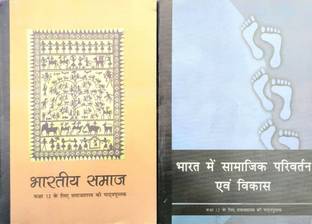 भारतीय समाज
कक्षा 12 के लिए समाजशास्त्र की पाठ्यपुस्तक
भारत में सामाजिक परिवर्तन
एवं विकास
कक्षा 12 के लिए समाजशास्त्र की पाठ्यपुस्तक